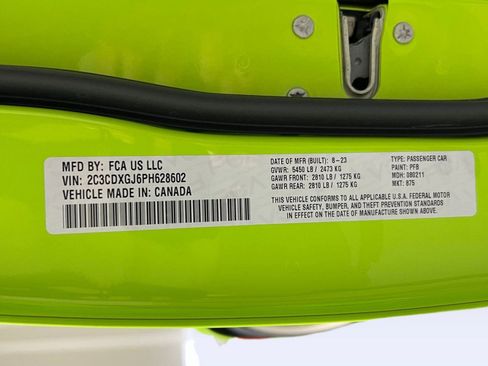 MFD BY: FCA US LLC
VIN: 2C3CDXGJ6PH628602
VEHICLE MADE IN: CANADA
DATE OF MFR (BUILT): 8-23
GVWR: 5450 LB / 2473 KG
GAWR FRONT: 2810 LB / 1275 KG
GAWR REAR: 2810 LB / 1275 KG
TYPE: PASSENGER CAR
PAINT: PFB
MDH: 080211
MKT: 875
THIS VEHICLE CONFORMS TO ALL APPLICABLE U.S.A. FEDERAL MOTOR
VEHICLE SAFETY, BUMPER, AND THEFT PREVENTION STANDARDS
IN EFFECT ON THE DATE OF MANUFACTURE SHOWN ABOVE.